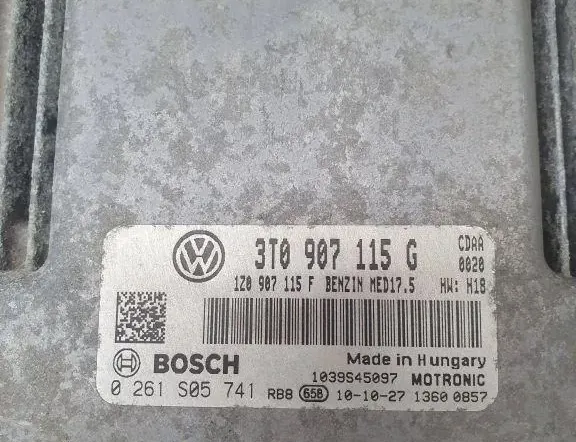 3T0 907 115 G CDAA
0020
1Z0 907 115 F BENZIN MED17.5 HW: H18
BOSCH Made in Hungary
1039S45097 MOTRONIC
0 261 S05 741 RB8 658 10-10-27 1360 0857